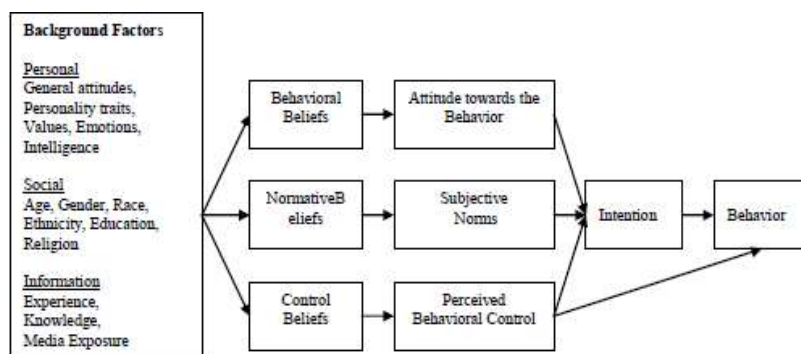 Background Factors
Personal
General attitudes,
Personality traits,
Values, Emotions,
Intelligence
Social
Age, Gender, Race,
Ethnicity, Education,
Religion
Information
Experience,
Knowledge,
Media Exposure
Behavioral
Beliefs
Attitude towards the
Behavior
NormativeB
eliefs
Subjective
Norms
Control
Beliefs
Perceived
Behavioral Control
Intention
Behavior